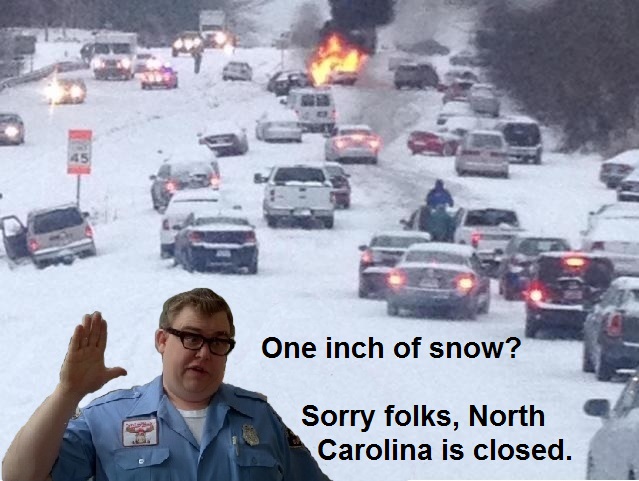 45
One inch of snow?
Sorry folks, North
Carolina is closed.